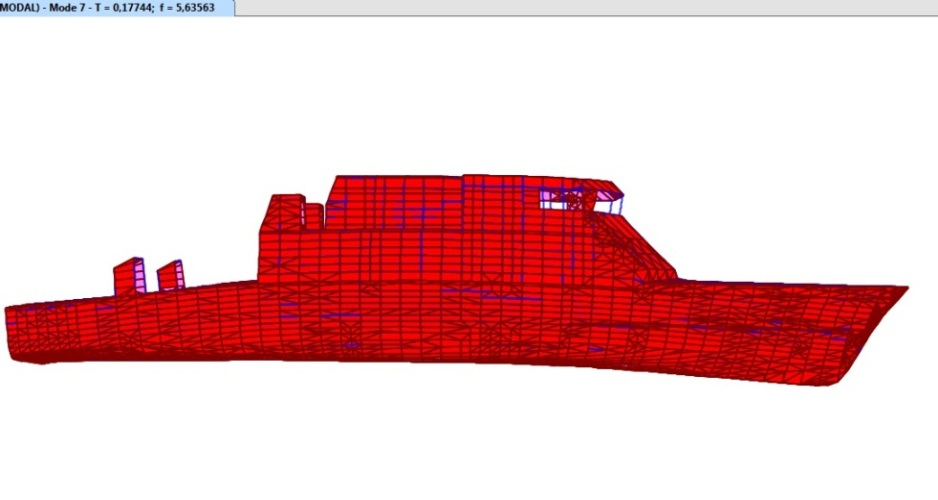 MODAL) - Mode 7 - T = 0,17744; f = 5,63563